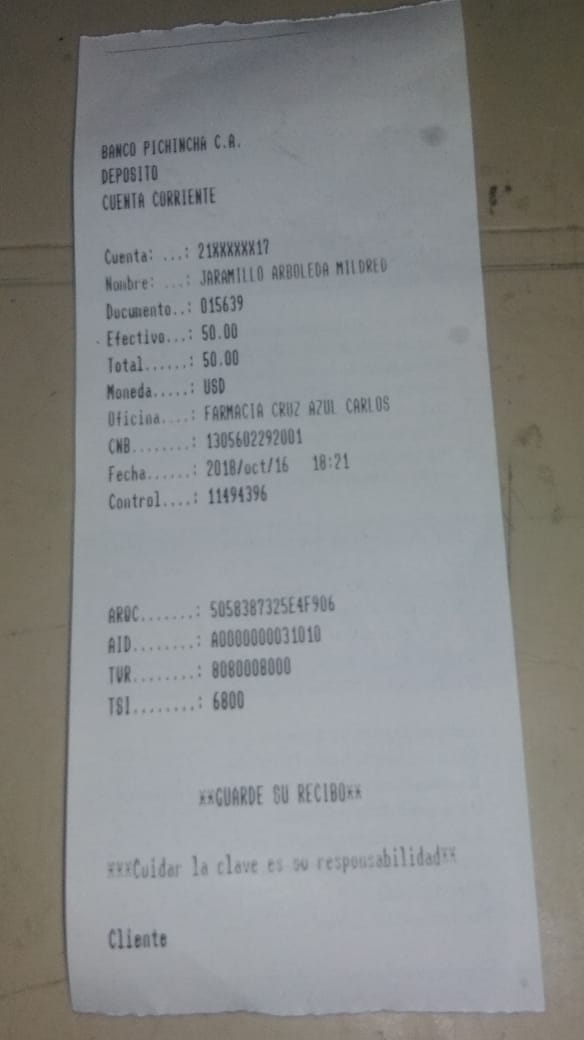 BANCO PICHINCHA C.A.
DEPOSITO
CUENTA CORRIENTE
Cuenta: ...: 21XXXXXX17
Nombre: ...: JARAMILLO ARBOLEDA MILDRED
Documento..: 015639
Efectivo...: 50.00
Total......: 50.00
Moneda.....: USD
Oficina....: FARMACIA CRUZ AZUL CARLOS
CNB........: 1305602292001
Fecha......: 2018/oct/16 18:21
Control....: 11494396
ARQC.......: 5058387325E4F906
AID........: A0000000031010
TVR........: 8080008000
TSI........: 6800
**GUARDE SU RECIBO**
***Cuidar la clave es su responsabilidad**
Cliente